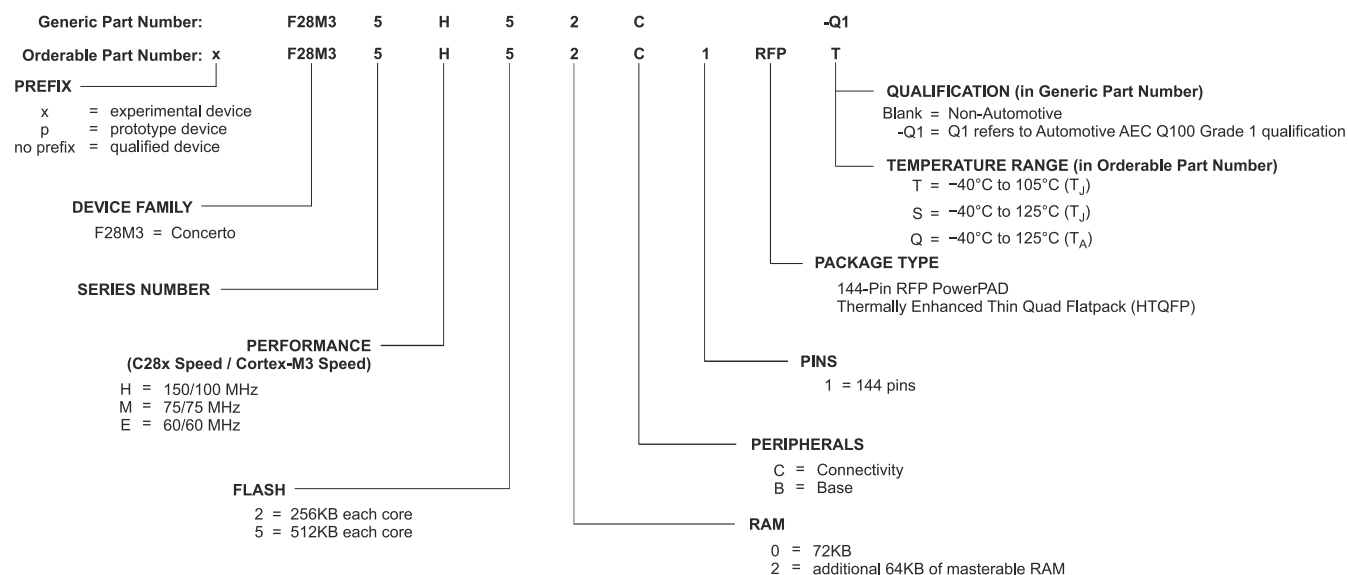 Generic Part Number: F28M3 5 H 5 2 C -Q1
Orderable Part Number: x F28M3 5 H 5 2 C 1 RFP T
PREFIX
x = experimental device
p = prototype device
no prefix = qualified device
QUALIFICATION (in Generic Part Number)
Blank = Non-Automotive
-Q1 = Q1 refers to Automotive AEC Q100 Grade 1 qualification
TEMPERATURE RANGE (in Orderable Part Number)
T = −40°C to 105°C (TJ)
S = −40°C to 125°C (TJ)
Q = −40°C to 125°C (TA)
DEVICE FAMILY
F28M3 = Concerto
PACKAGE TYPE
144-Pin RFP PowerPAD
Thermally Enhanced Thin Quad Flatpack (HTQFP)
SERIES NUMBER
PERFORMANCE
(C28x Speed / Cortex-M3 Speed)
H = 150/100 MHz
M = 75/75 MHz
E = 60/60 MHz
PINS
1 = 144 pins
PERIPHERALS
C = Connectivity
B = Base
FLASH
2 = 256KB each core
5 = 512KB each core
RAM
0 = 72KB
2 = additional 64KB of masterable RAM